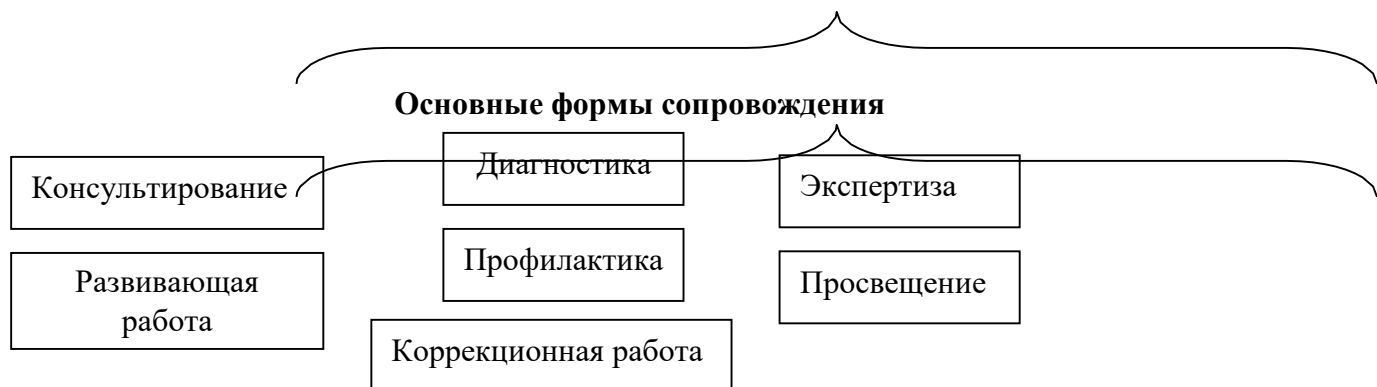 Основные формы сопровождения
Консультирование
Диагностика
Экспертиза
Развивающая
работа
Профилактика
Просвещение
Коррекционная работа